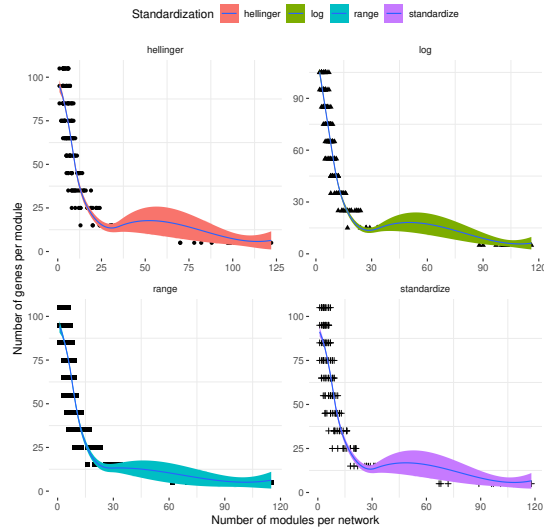 Standardization hellinger log range standardize
hellinger log
100
75
50
25
0
0 25 50 75 100 125
90
60
30
0
0 30 60 90 120
range standardize
100
75
50
25
0
0 30 60 90 120
100
75
50
25
0
0 30 60 90 120
Number of genes per module
Number of modules per network